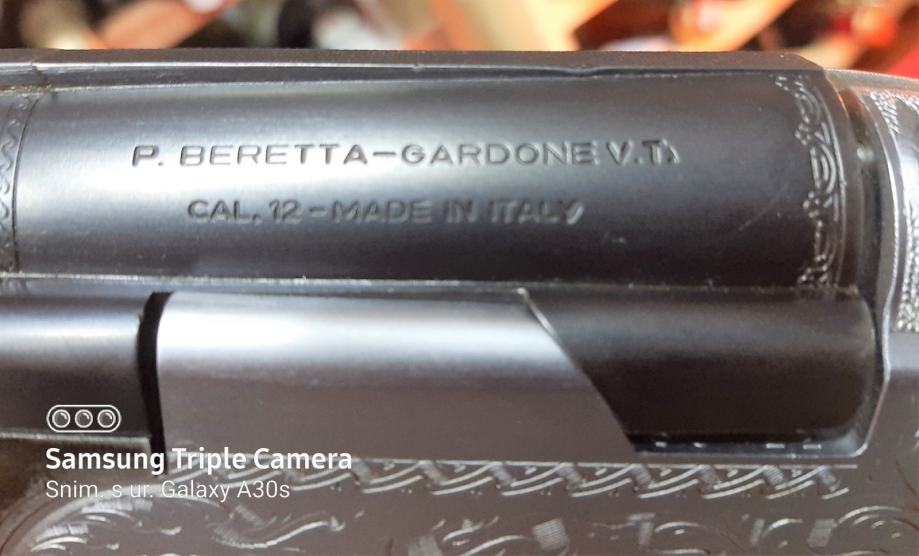 P. BERETTA-GARDONE V.T.
CAL. 12-MADE IN ITALY
Samsung Triple Camera
Snim. s ur. Galaxy A30s